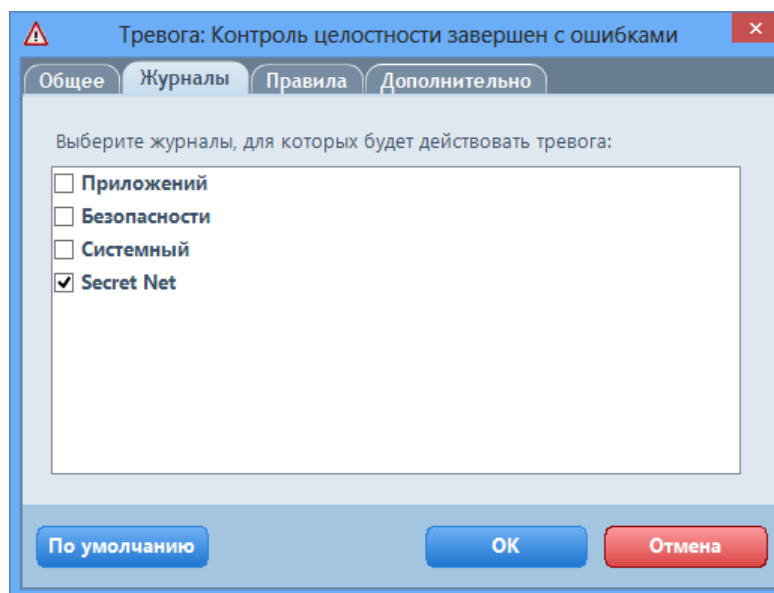 Тревога: Контроль целостности завершен с ошибками
Общее Журналы Правила Дополнительно
Выберите журналы, для которых будет действовать тревога:
Приложений
Безопасности
Системный
Secret Net
По умолчанию ОК Отмена